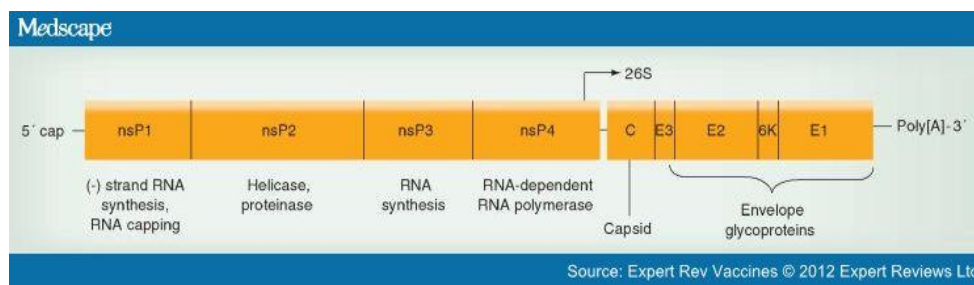 Medscape
26S
5´ cap
nsP1
nsP2
nsP3
nsP4
C
E3
E2
6K
E1
Poly[A]-3´
(-) strand RNA
synthesis,
RNA capping
Helicase,
proteinase
RNA
synthesis
RNA-dependent
RNA polymerase
Capsid
Envelope
glycoproteins
Source: Expert Rev Vaccines © 2012 Expert Reviews Ltd